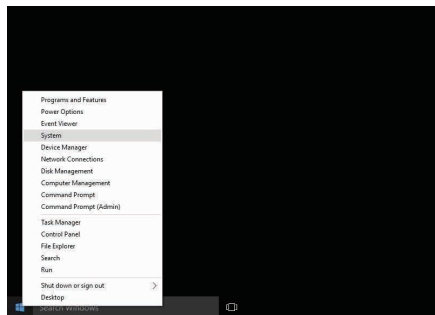 Programs and Features
Power Options
Event Viewer
System
Device Manager
Network Connections
Disk Management
Computer Management
Command Prompt
Command Prompt (Admin)
Task Manager
Control Panel
File Explorer
Search
Run
Shut down or sign out
Desktop
Search Windows